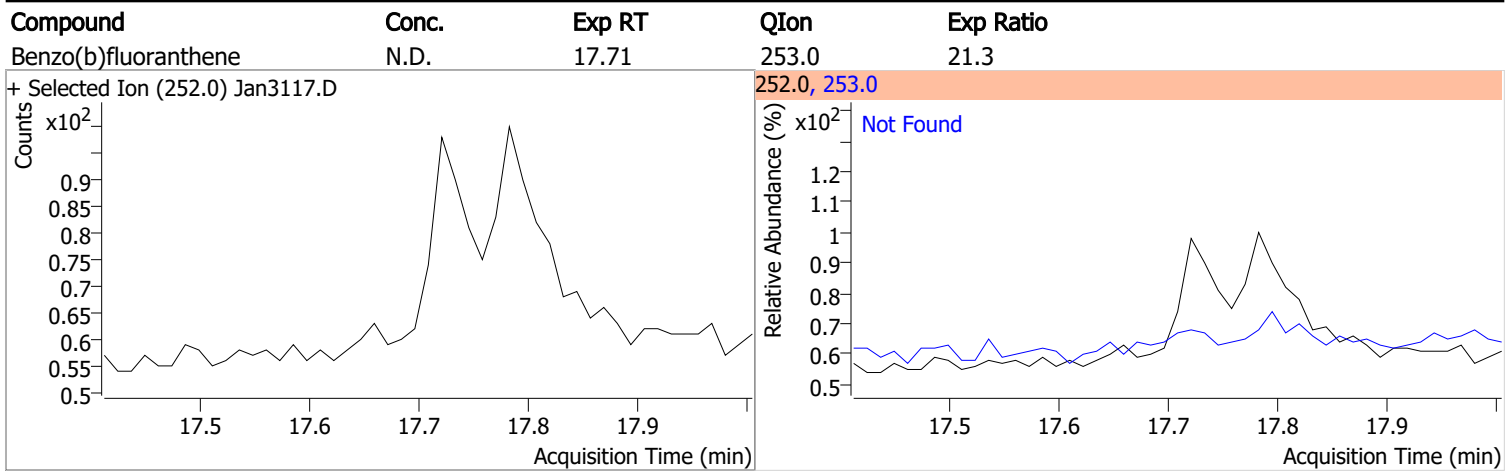 Compound Conc. Exp RT QIon Exp Ratio
Benzo(b)fluoranthene N.D. 17.71 253.0 21.3
+ Selected Ion (252.0) Jan3117.D
Counts
x10²
0.9
0.85
0.8
0.75
0.7
0.65
0.6
0.55
0.5
17.5 17.6 17.7 17.8 17.9
Acquisition Time (min)
252.0, 253.0
Relative Abundance (%)
x10²
Not Found
1.2
1.1
1
0.9
0.8
0.7
0.6
0.5
17.5 17.6 17.7 17.8 17.9
Acquisition Time (min)